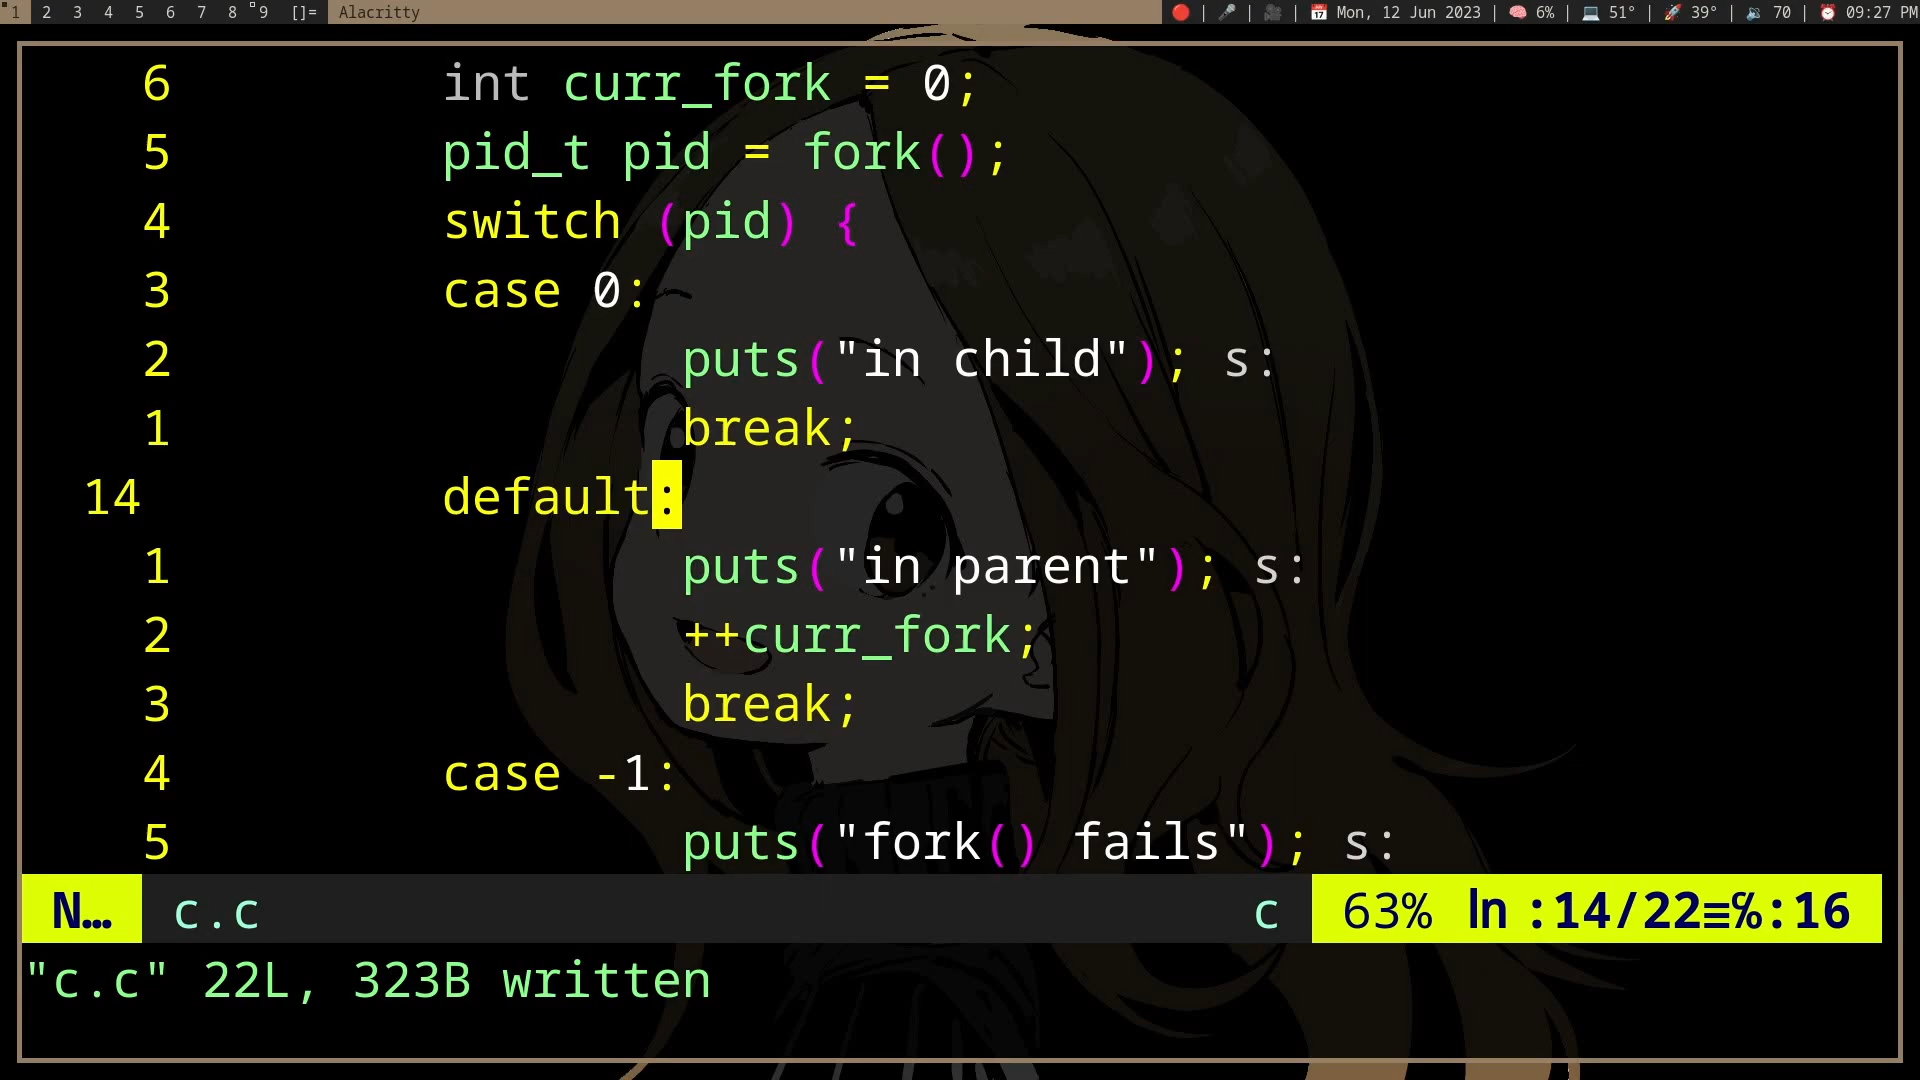 1 2 3 4 5 6 7 8 9 []= Alacritty | | | Mon, 12 Jun 2023 | 6% | 51° | 39° | 70 | 09:27 PM
6 int curr_fork = 0;
5 pid_t pid = fork();
4 switch (pid) {
3 case 0:
2 puts("in child"); s:
1 break;
14 default:
1 puts("in parent"); s:
2 ++curr_fork;
3 break;
4 case -1:
5 puts("fork() fails"); s:
N… c.c c 63% ㏑:14/22≡℅:16
"c.c" 22L, 323B written